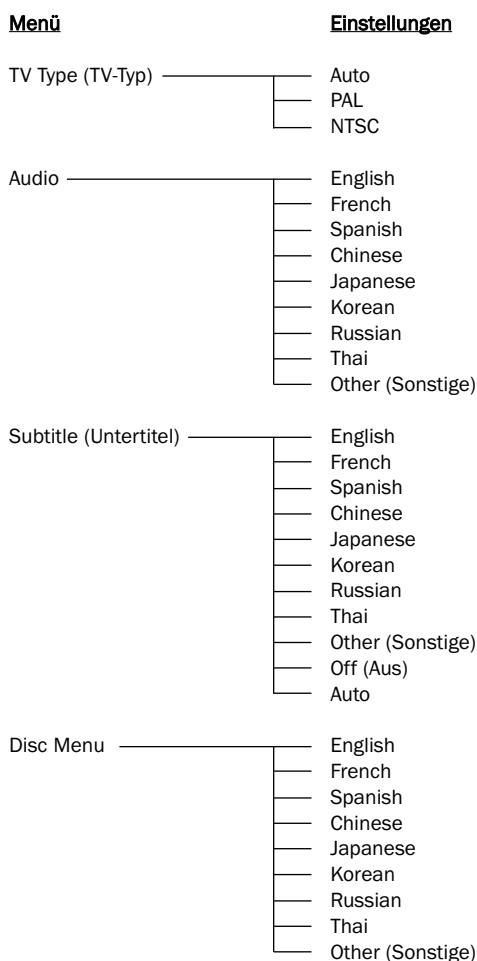 Menü Einstellungen
TV Type (TV-Typ) Auto
PAL
NTSC
Audio English
French
Spanish
Chinese
Japanese
Korean
Russian
Thai
Other (Sonstige)
Subtitle (Untertitel) English
French
Spanish
Chinese
Japanese
Korean
Russian
Thai
Other (Sonstige)
Off (Aus)
Auto
Disc Menu English
French
Spanish
Chinese
Japanese
Korean
Russian
Thai
Other (Sonstige)